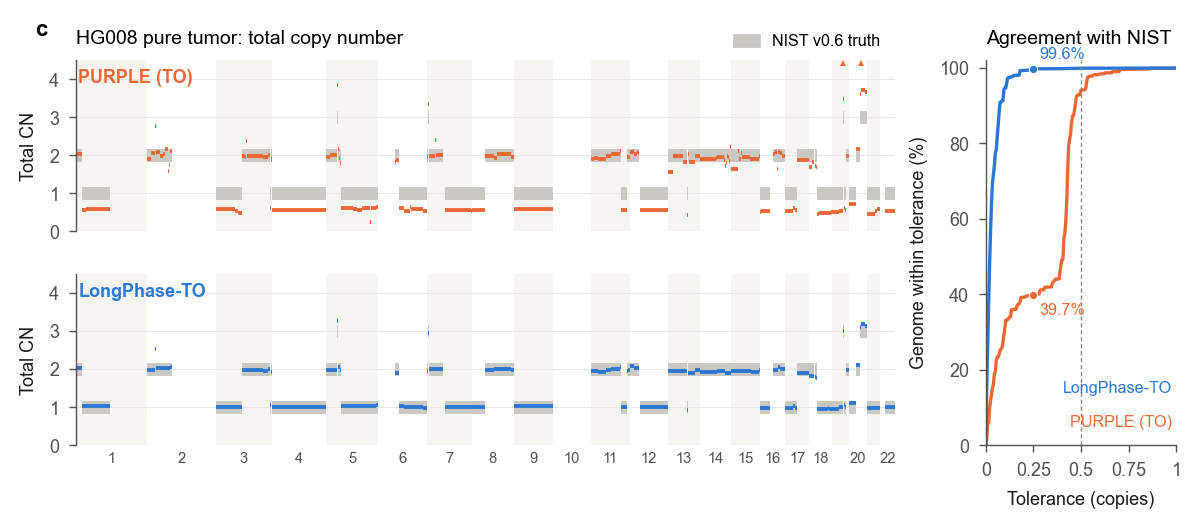 c
HG008 pure tumor: total copy number
NIST v0.6 truth
PURPLE (TO)
Total CN
4
3
2
1
0
LongPhase-TO
Total CN
4
3
2
1
0
1 2 3 4 5 6 7 8 9 10 11 12 13 14 15 16 17 18 20 22
Agreement with NIST
99.6%
39.7%
LongPhase-TO
PURPLE (TO)
Genome within tolerance (%)
100
80
60
40
20
0
0 0.25 0.5 0.75 1
Tolerance (copies)